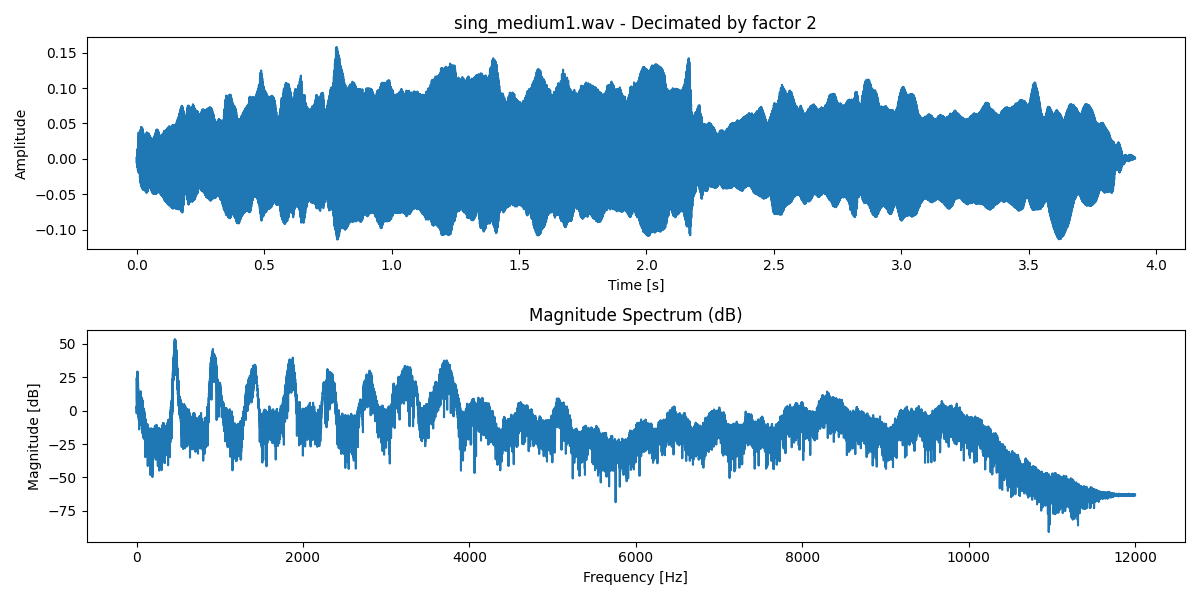 sing_medium1.wav - Decimated by factor 2
0.15
0.10
0.05
0.00
−0.05
−0.10
Amplitude
0.0 0.5 1.0 1.5 2.0 2.5 3.0 3.5 4.0
Time [s]
Magnitude Spectrum (dB)
50
25
0
−25
−50
−75
Magnitude [dB]
0 2000 4000 6000 8000 10000 12000
Frequency [Hz]